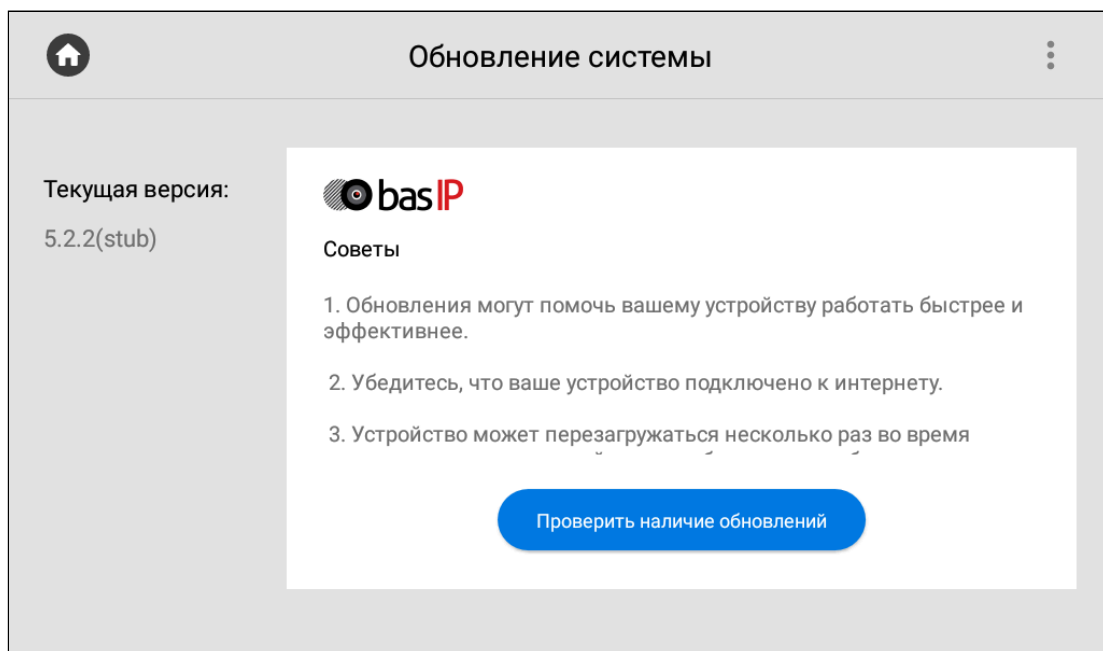 Обновление системы
Текущая версия:
5.2.2(stub)
bas IP
Советы
1. Обновления могут помочь вашему устройству работать быстрее и
эффективнее.
2. Убедитесь, что ваше устройство подключено к интернету.
3. Устройство может перезагружаться несколько раз во время
Проверить наличие обновлений